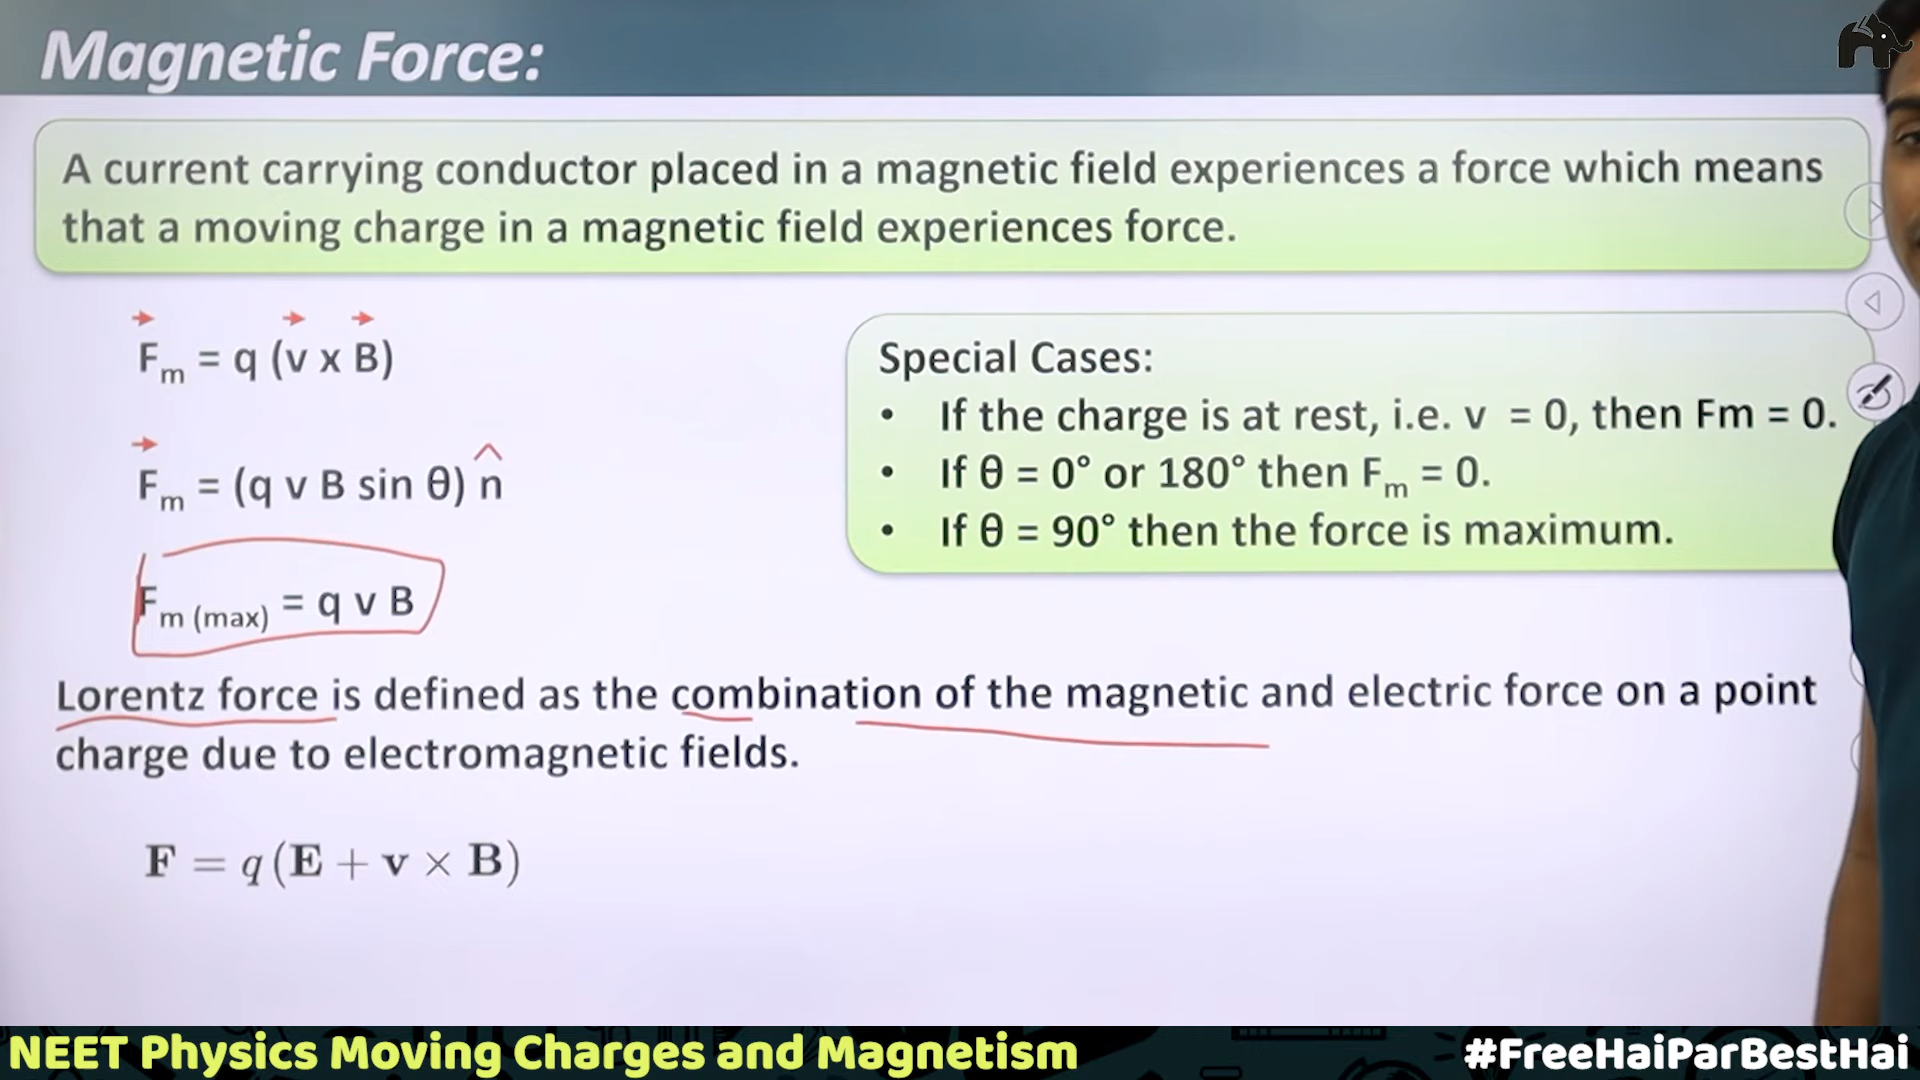 Magnetic Force:
A current carrying conductor placed in a magnetic field experiences a force which means
that a moving charge in a magnetic field experiences force.
F⃗m = q (v⃗ x B⃗)
F⃗m = (q v B sin θ) n̂
Fm (max) = q v B
Special Cases:
• If the charge is at rest, i.e. v = 0, then Fm = 0.
• If θ = 0° or 180° then Fm = 0.
• If θ = 90° then the force is maximum.
Lorentz force is defined as the combination of the magnetic and electric force on a point
charge due to electromagnetic fields.
F = q (E + v × B)
NEET Physics Moving Charges and Magnetism
#FreeHaiParBestHai